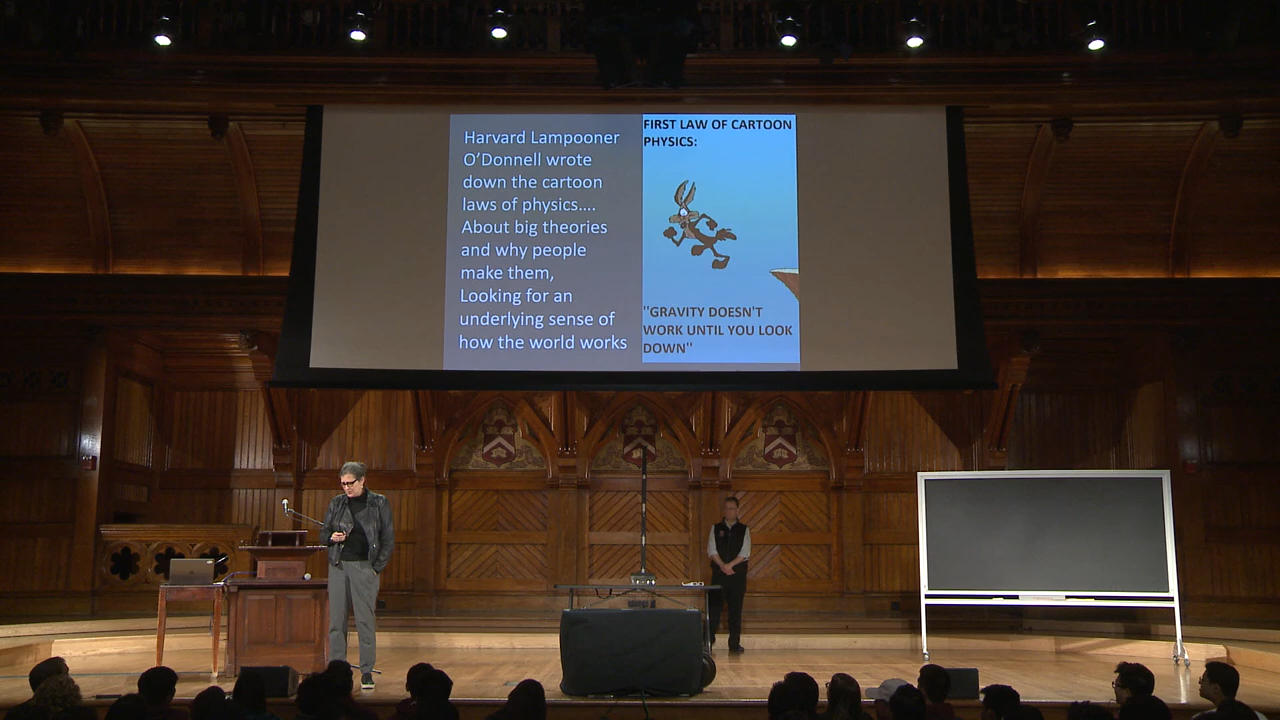 Harvard Lampooner
O’Donnell wrote
down the cartoon
laws of physics....
About big theories
and why people
make them,
Looking for an
underlying sense of
how the world works
FIRST LAW OF CARTOON
PHYSICS:
"GRAVITY DOESN'T
WORK UNTIL YOU LOOK
DOWN"